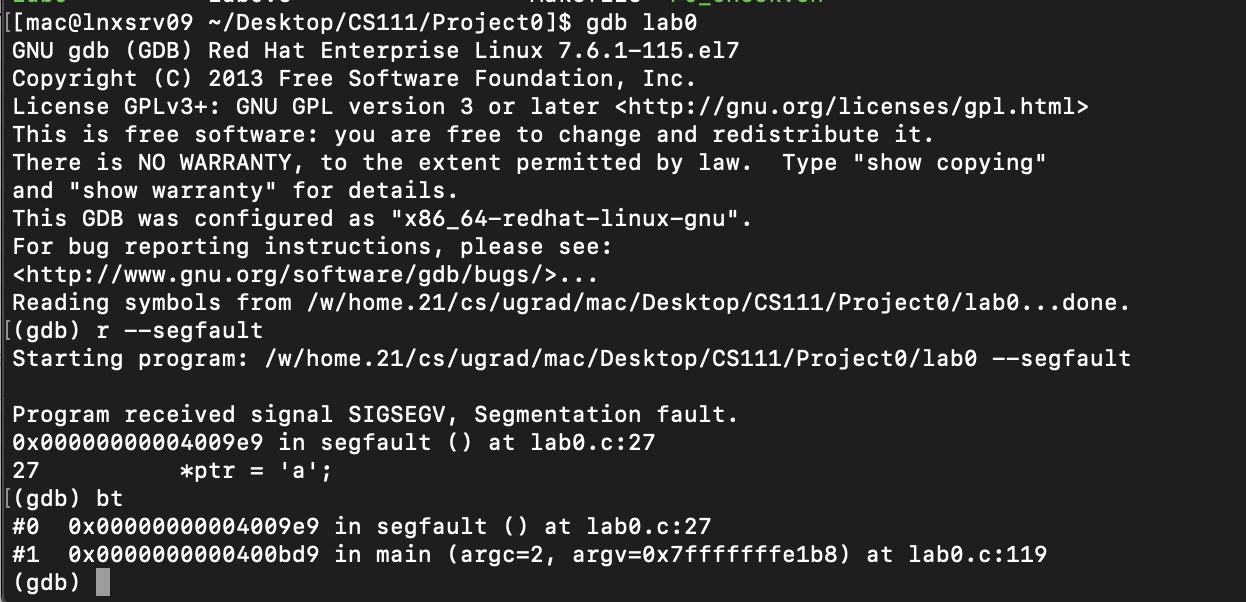 [[mac@lnxsrv09 ~/Desktop/CS111/Project0]$ gdb lab0
GNU gdb (GDB) Red Hat Enterprise Linux 7.6.1-115.el7
Copyright (C) 2013 Free Software Foundation, Inc.
License GPLv3+: GNU GPL version 3 or later <http://gnu.org/licenses/gpl.html>
This is free software: you are free to change and redistribute it.
There is NO WARRANTY, to the extent permitted by law.  Type "show copying"
and "show warranty" for details.
This GDB was configured as "x86_64-redhat-linux-gnu".
For bug reporting instructions, please see:
<http://www.gnu.org/software/gdb/bugs/>...
Reading symbols from /w/home.21/cs/ugrad/mac/Desktop/CS111/Project0/lab0...done.
[(gdb) r --segfault
Starting program: /w/home.21/cs/ugrad/mac/Desktop/CS111/Project0/lab0 --segfault
Program received signal SIGSEGV, Segmentation fault.
0x00000000004009e9 in segfault () at lab0.c:27
27          *ptr = 'a';
[(gdb) bt
#0  0x00000000004009e9 in segfault () at lab0.c:27
#1  0x0000000000400bd9 in main (argc=2, argv=0x7fffffffe1b8) at lab0.c:119
(gdb)